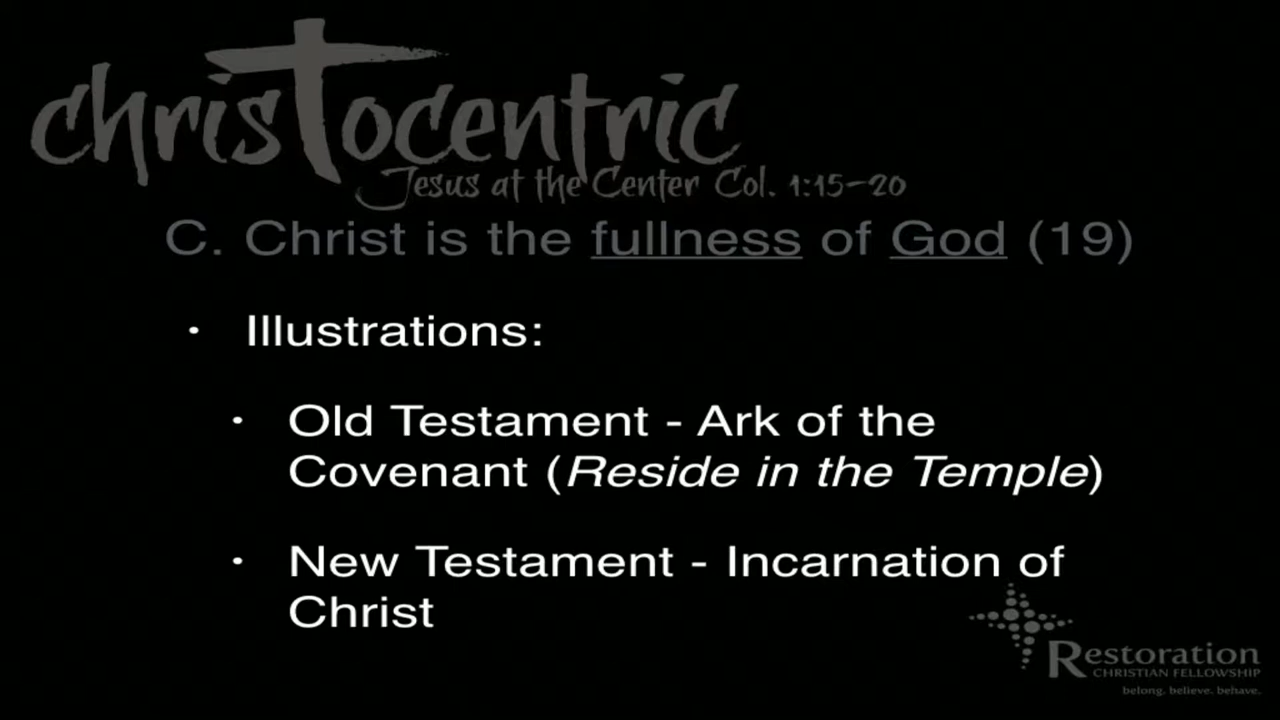 chrisTocentric
Jesus at the Center Col. 1:15-20
C. Christ is the fullness of God (19)
• Illustrations:
• Old Testament - Ark of the
Covenant (Reside in the Temple)
• New Testament - Incarnation of
Christ
Restoration
CHRISTIAN FELLOWSHIP
belong. believe. behave.